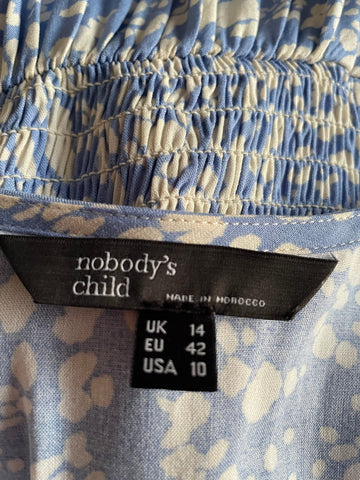 nobody's
child
MADE IN MOROCCO
UK 14
EU 42
USA 10